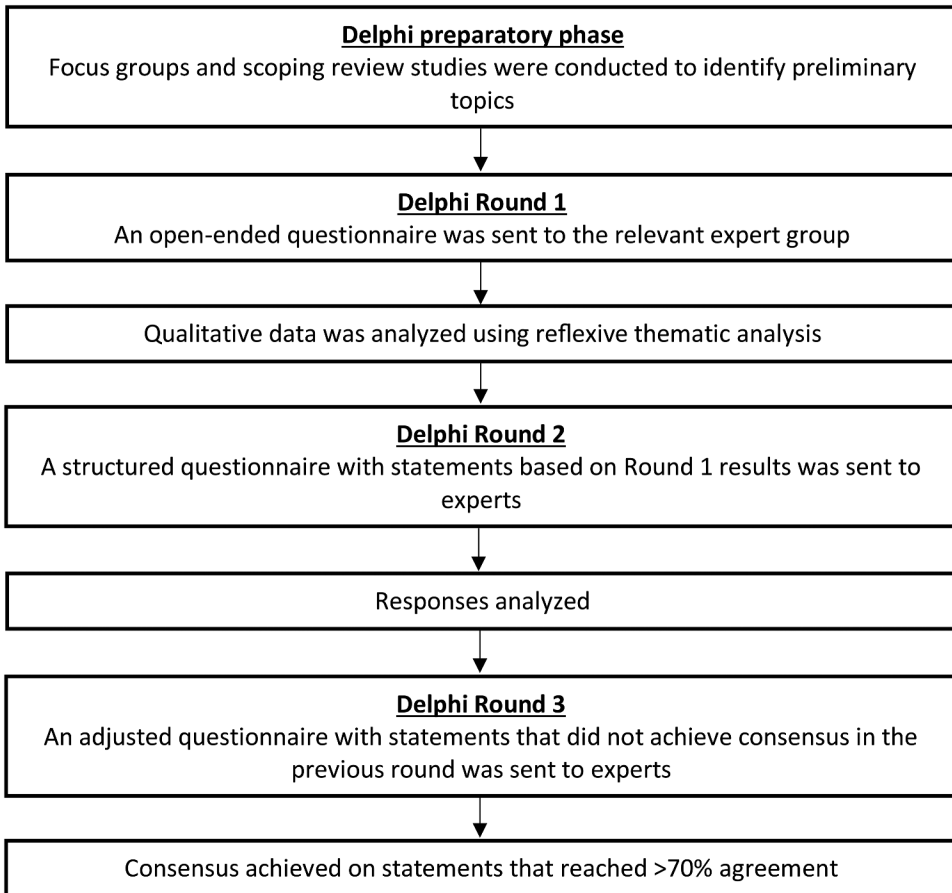 Delphi preparatory phase
Focus groups and scoping review studies were conducted to identify preliminary
topics
Delphi Round 1
An open-ended questionnaire was sent to the relevant expert group
Qualitative data was analyzed using reflexive thematic analysis
Delphi Round 2
A structured questionnaire with statements based on Round 1 results was sent to
experts
Responses analyzed
Delphi Round 3
An adjusted questionnaire with statements that did not achieve consensus in the
previous round was sent to experts
Consensus achieved on statements that reached >70% agreement